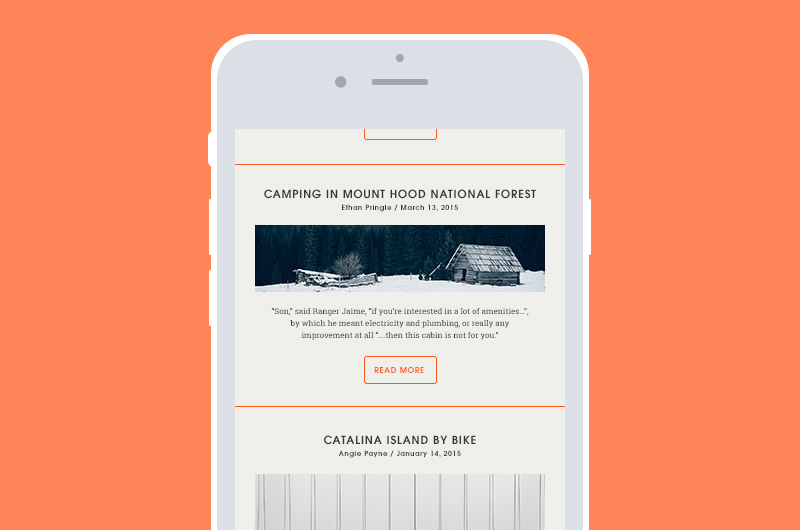 CAMPING IN MOUNT HOOD NATIONAL FOREST
Ethan Pringle / March 13, 2015
"Son," said Ranger Jaime, "if you're interested in a lot of amenities...",
by which he meant electricity and plumbing, or really any
improvement at all "...then this cabin is not for you."
READ MORE
CATALINA ISLAND BY BIKE
Angie Payne / January 14, 2015